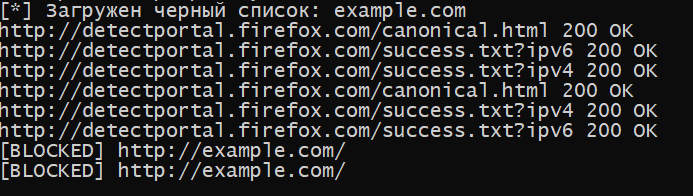 [*] Загружен черный список: example.com
http://detectportal.firefox.com/canonical.html 200 OK
http://detectportal.firefox.com/success.txt?ipv6 200 OK
http://detectportal.firefox.com/success.txt?ipv4 200 OK
http://detectportal.firefox.com/canonical.html 200 OK
http://detectportal.firefox.com/success.txt?ipv4 200 OK
http://detectportal.firefox.com/success.txt?ipv6 200 OK
[BLOCKED] http://example.com/
[BLOCKED] http://example.com/